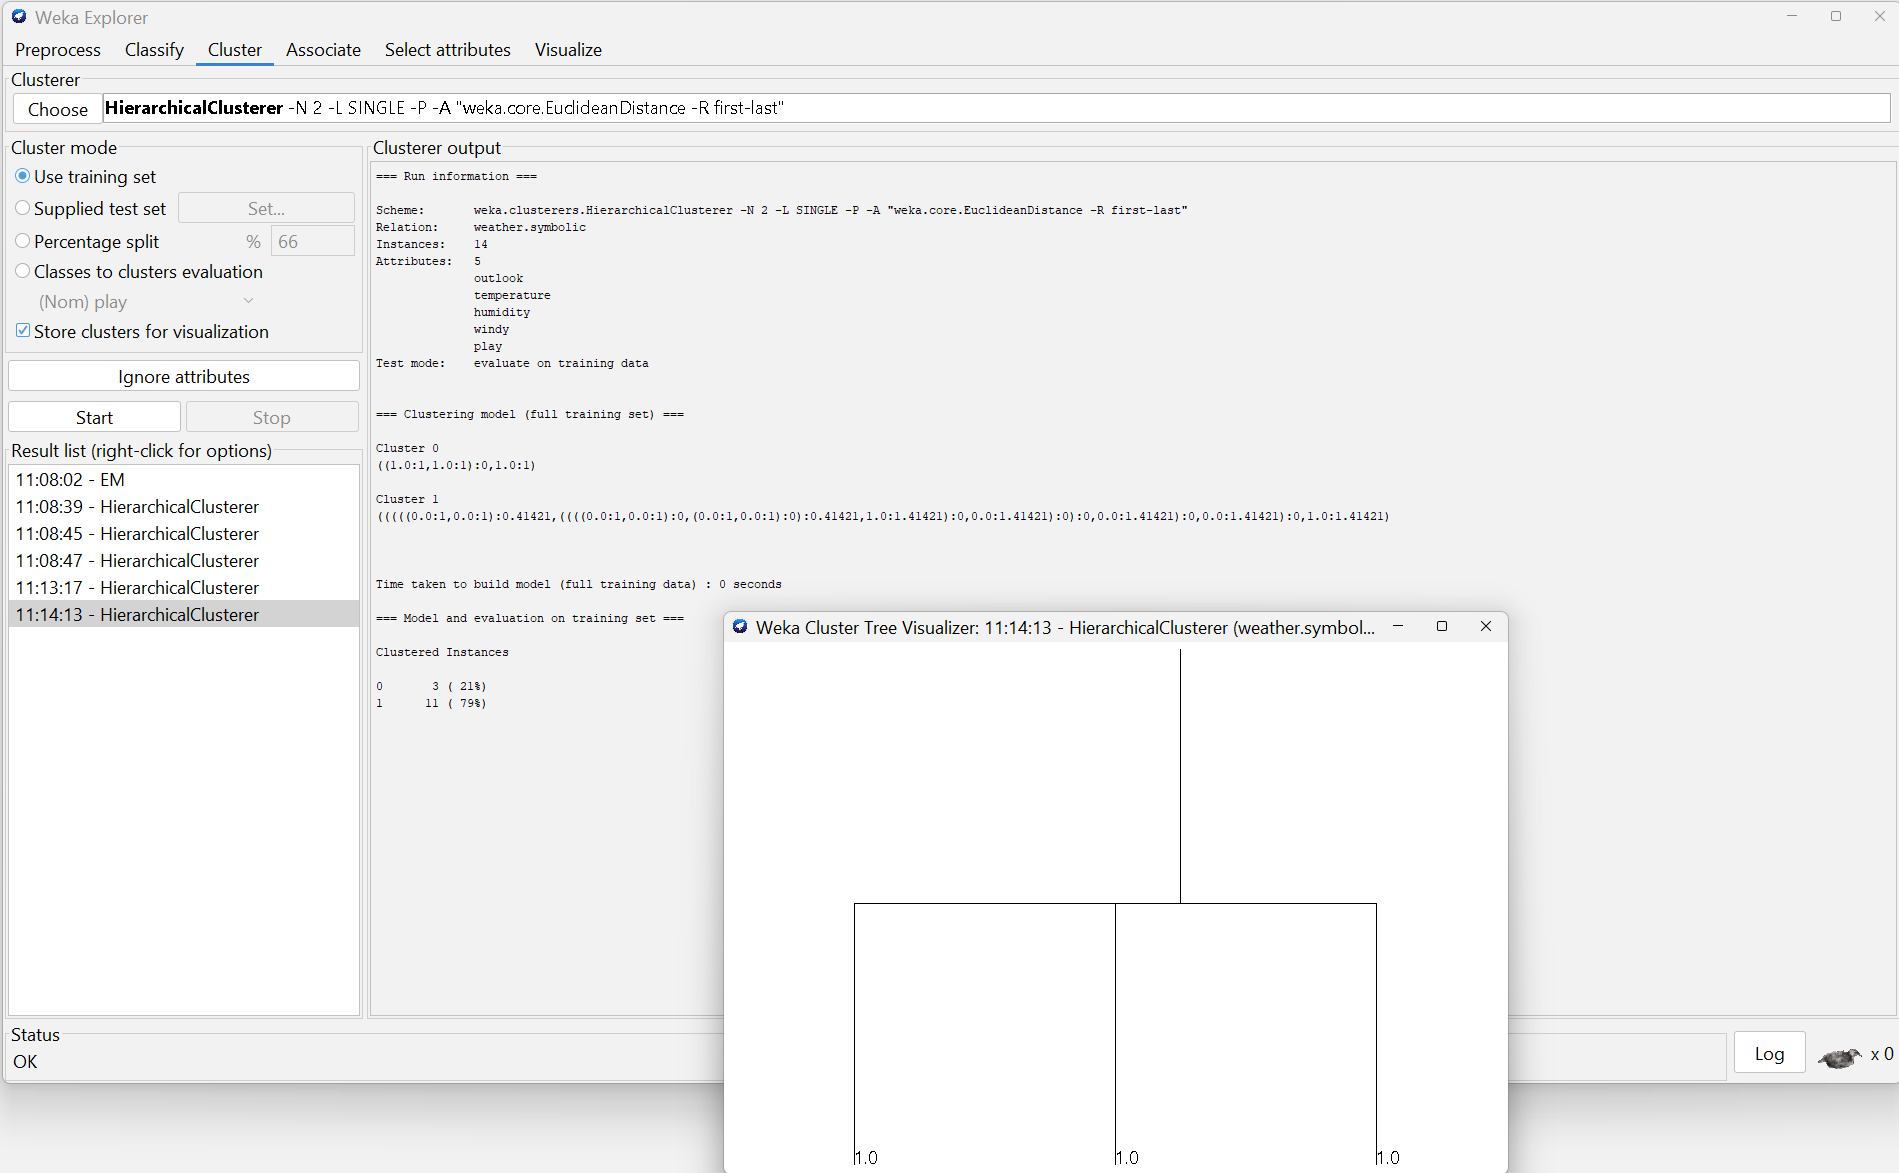 Weka Explorer
Preprocess Classify Cluster Associate Select attributes Visualize
Clusterer
Choose HierarchicalClusterer -N 2 -L SINGLE -P -A "weka.core.EuclideanDistance -R first-last"
Cluster mode
Use training set
Supplied test set Set...
Percentage split % 66
Classes to clusters evaluation
(Nom) play
Store clusters for visualization
Ignore attributes
Start Stop
Result list (right-click for options)
11:08:02 - EM
11:08:39 - HierarchicalClusterer
11:08:45 - HierarchicalClusterer
11:08:47 - HierarchicalClusterer
11:13:17 - HierarchicalClusterer
11:14:13 - HierarchicalClusterer
Clusterer output
=== Run information ===
Scheme: weka.clusterers.HierarchicalClusterer -N 2 -L SINGLE -P -A "weka.core.EuclideanDistance -R first-last"
Relation: weather.symbolic
Instances: 14
Attributes: 5
outlook
temperature
humidity
windy
play
Test mode: evaluate on training data
=== Clustering model (full training set) ===
Cluster 0
((1.0:1,1.0:1):0,1.0:1)
Cluster 1
(((((0.0:1,0.0:1):0.41421,((((0.0:1,0.0:1):0,(0.0:1,0.0:1):0):0.41421,1.0:1.41421):0,0.0:1.41421):0):0,0.0:1.41421):0,0.0:1.41421):0,1.0:1.41421)
Time taken to build model (full training data) : 0 seconds
=== Model and evaluation on training set ===
Clustered Instances
0 3 ( 21%)
1 11 ( 79%)
Weka Cluster Tree Visualizer: 11:14:13 - HierarchicalClusterer (weather.symbol...
1.0 1.0 1.0
Status
OK
Log x 0